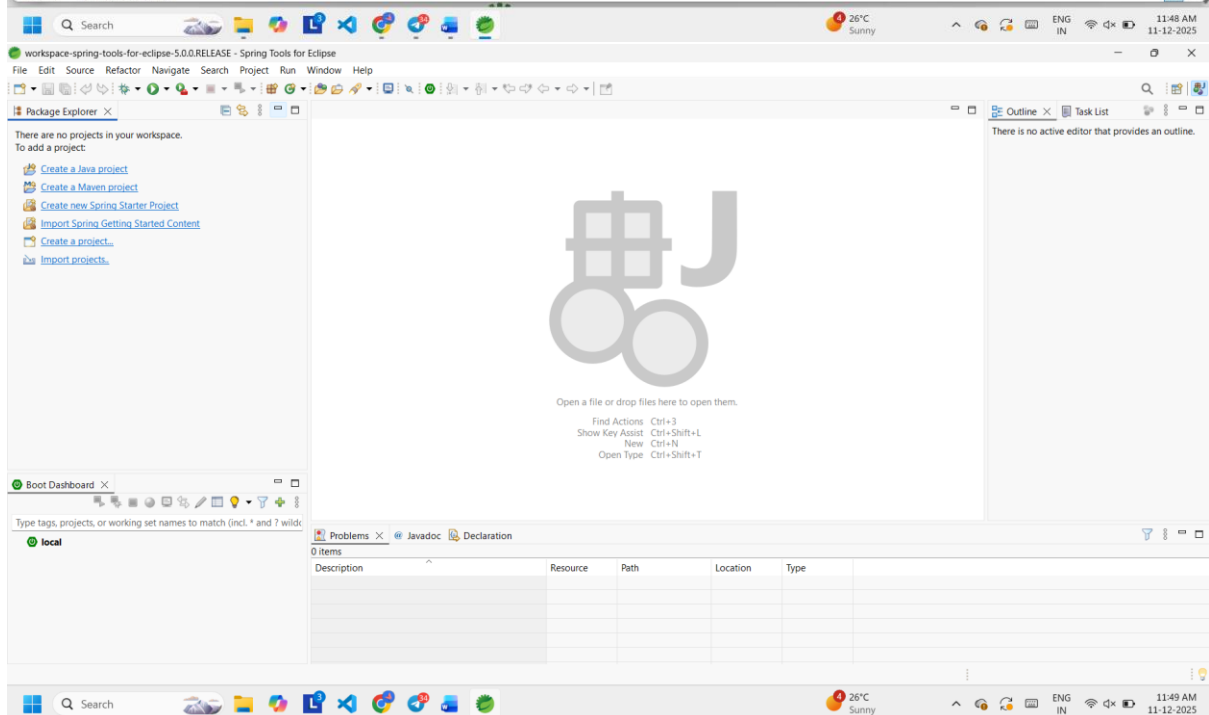 Search
4 26°C ENG 11:48 AM
Sunny IN 11-12-2025
workspace-spring-tools-for-eclipse-5.0.0.RELEASE - Spring Tools for Eclipse
File Edit Source Refactor Navigate Search Project Run Window Help
Package Explorer
There are no projects in your workspace.
To add a project:
Create a Java project
Create a Maven project
Create new Spring Starter Project
Import Spring Getting Started Content
Create a project...
Import projects..
Open a file or drop files here to open them.
Find Actions Ctrl+3
Show Key Assist Ctrl+Shift+L
New Ctrl+N
Open Type Ctrl+Shift+T
Outline Task List
There is no active editor that provides an outline.
Boot Dashboard
Type tags, projects, or working set names to match (incl. * and ? wildc
local
Problems @ Javadoc Declaration
0 items
Description Resource Path Location Type
Search
4 26°C ENG 11:49 AM
Sunny IN 11-12-2025